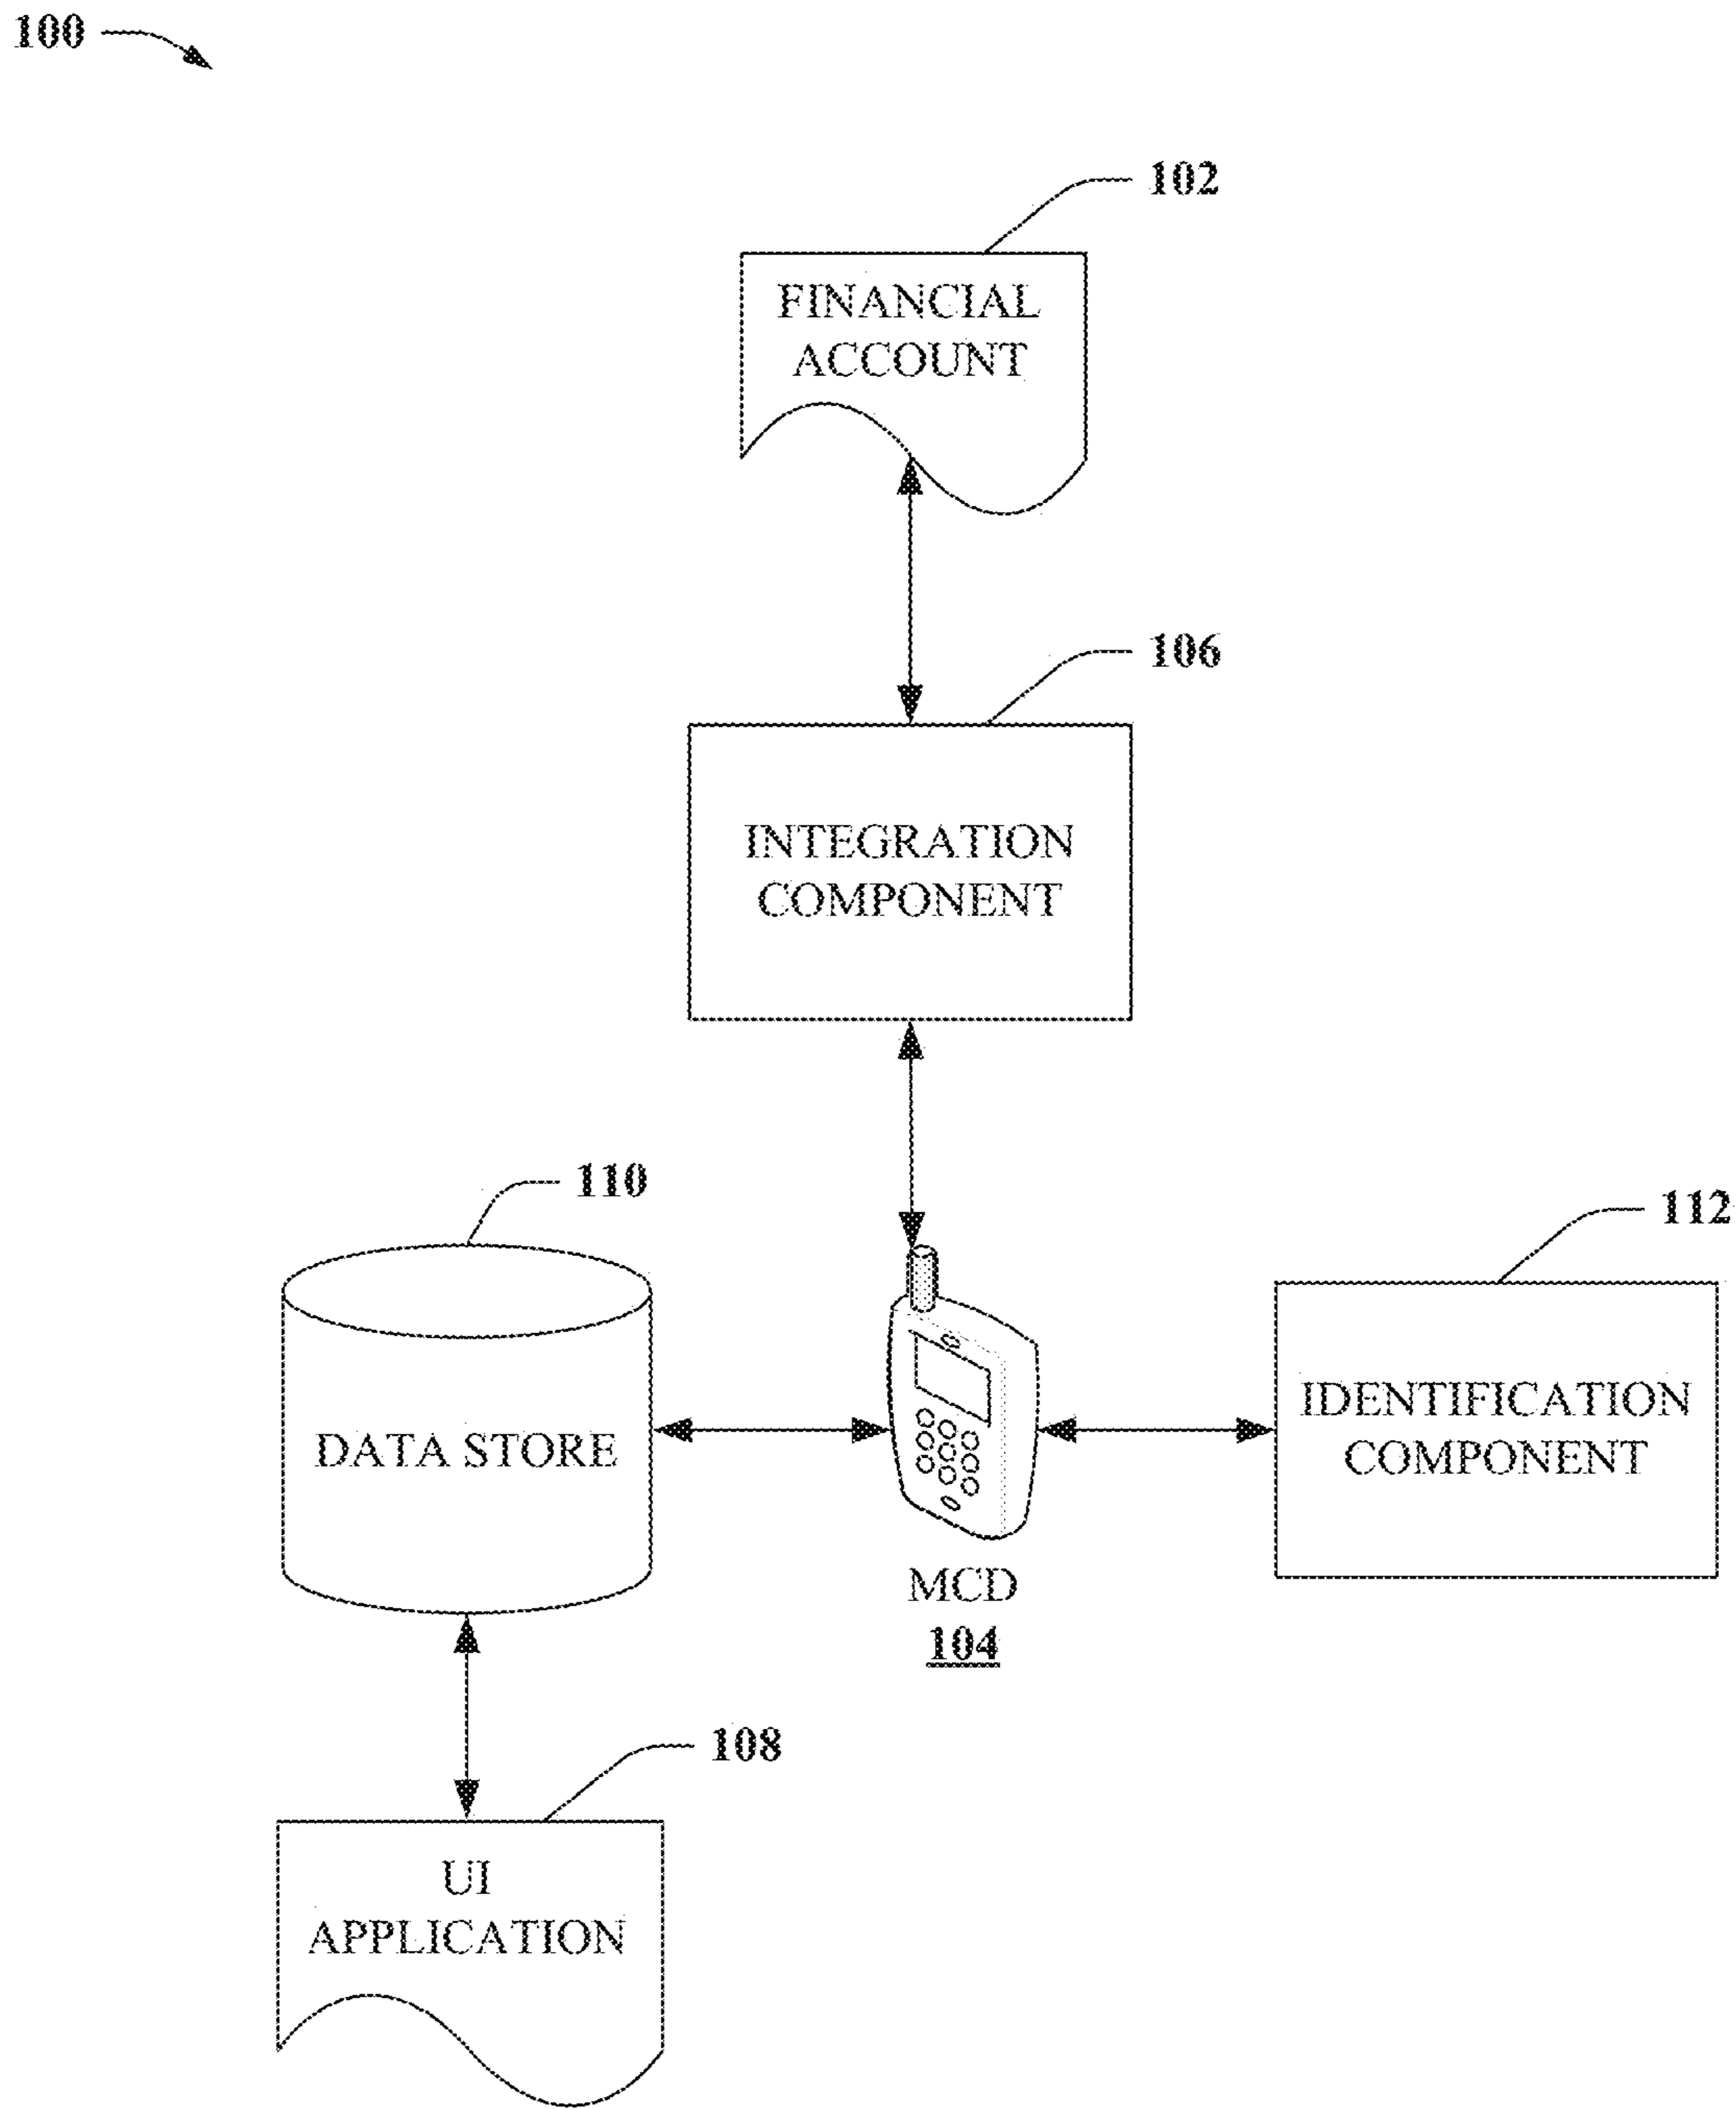 100
102
FINANCIAL
ACCOUNT
106
INTEGRATION
COMPONENT
110
112
DATA STORE
IDENTIFICATION
COMPONENT
MCD
104
108
UI
APPLICATION